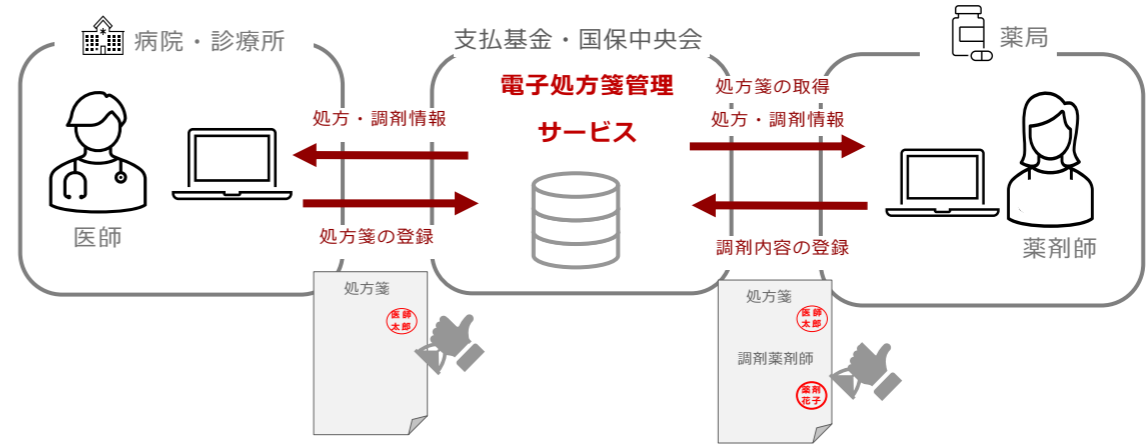 病院・診療所
医師
処方・調剤情報
処方箋の登録
支払基金・国保中央会
電子処方箋管理
サービス
処方箋の取得
処方・調剤情報
調剤内容の登録
薬局
薬剤師
処方箋
医師
太郎
処方箋
医師
太郎
調剤薬剤師
薬剤
花子